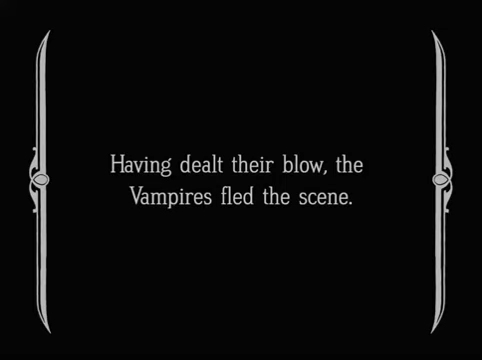 Having dealt their blow, the
Vampires fled the scene.